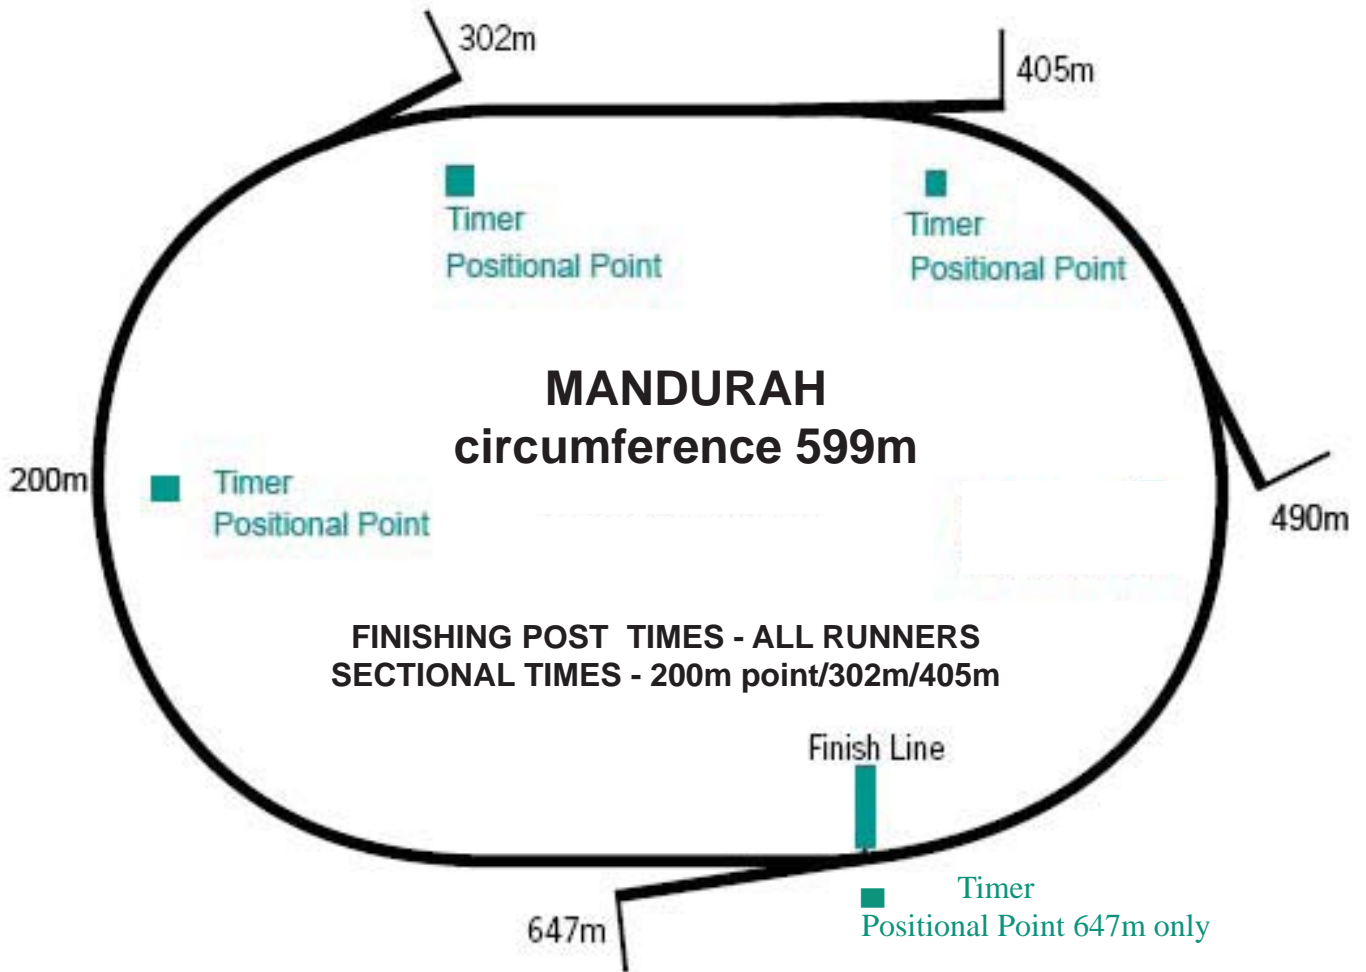 302m
405m
Timer
Positional Point
Timer
Positional Point
MANDURAH
circumference 599m
200m
Timer
Positional Point
490m
FINISHING POST  TIMES - ALL RUNNERS
SECTIONAL TIMES - 200m point/302m/405m
Finish Line
647m
Timer
Positional Point 647m only